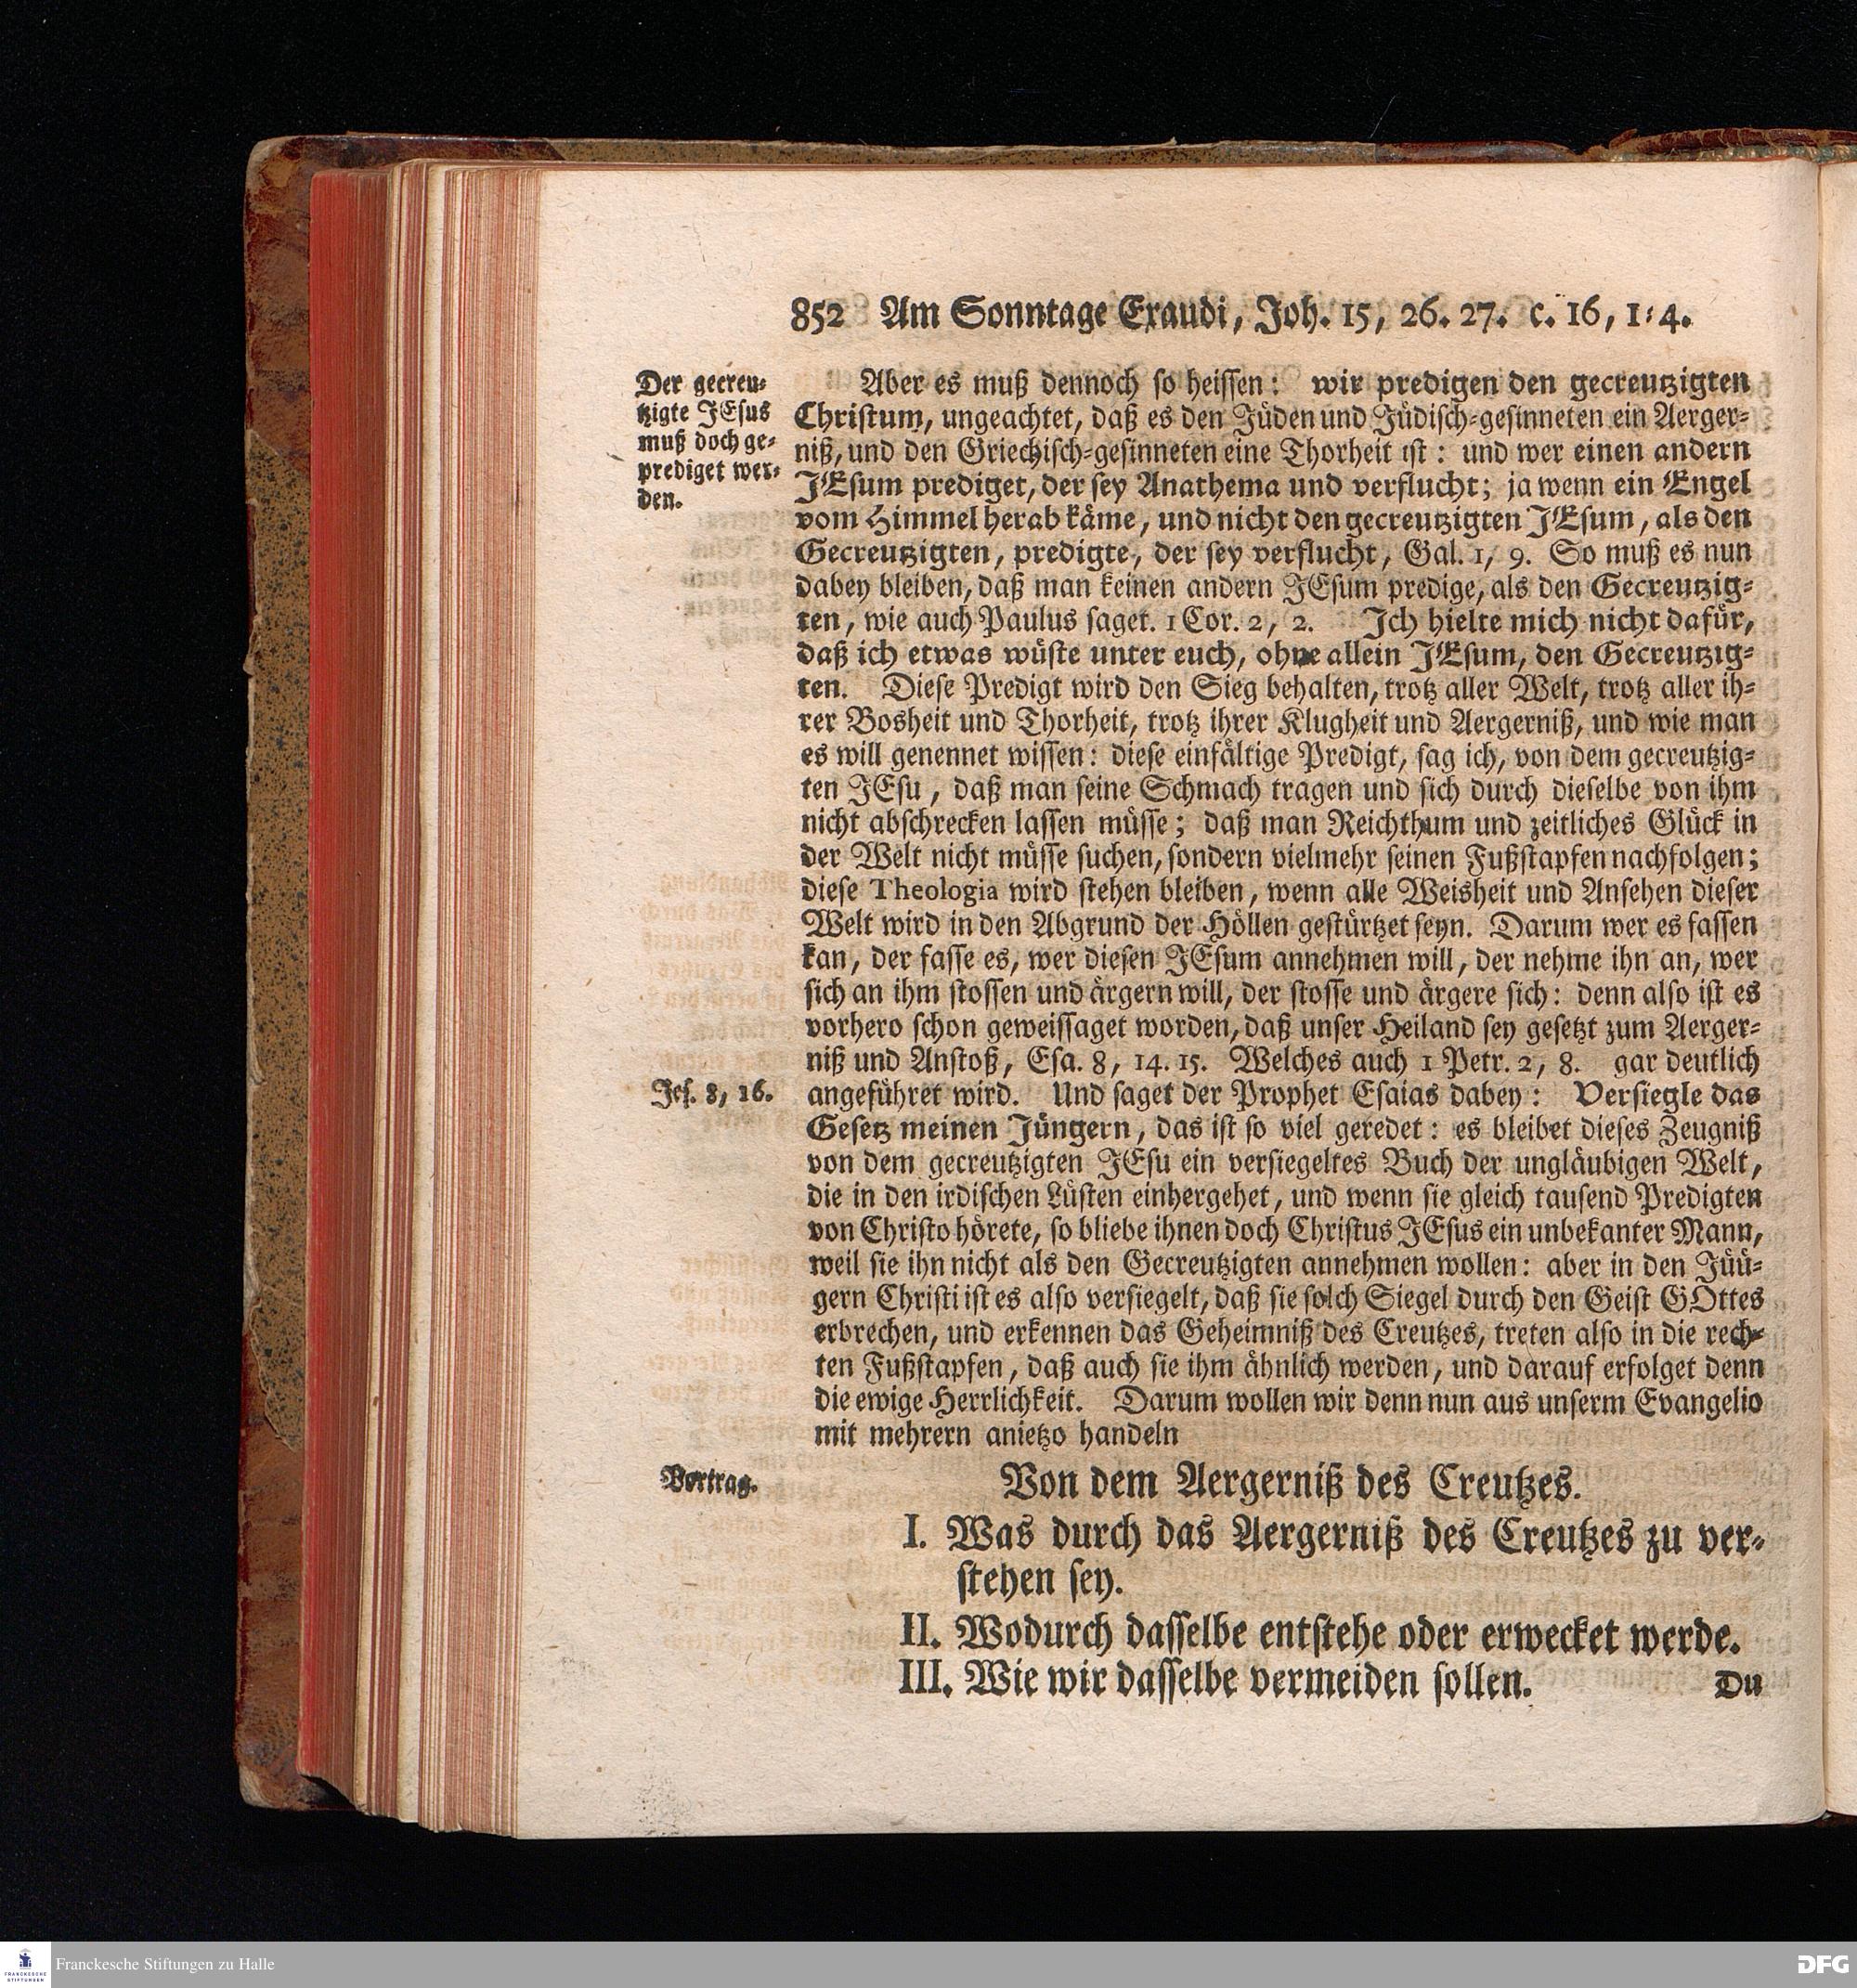 852 Am Sonntage Exaudi, Joh. 15, 26. 27. c. 16, 1-4.
Der gecreu-
tzigte JEsus
muß doch ge-
prediget wer-
den.
Aber es muß dennoch so heissen: wir predigen den gecreutzigten
Christum, ungeachtet, daß es den Jüden und Jüdisch-gesinneten ein Aerger-
niß, und den Griechisch-gesinneten eine Thorheit ist: und wer einen andern
JEsum prediget, der sey Anathema und verflucht; ja wenn ein Engel
vom Himmel herab käme, und nicht den gecreutzigten JEsum, als den
Gecreutzigten, predigte, der sey verflucht, Gal. 1, 9. So muß es nun
dabey bleiben, daß man keinen andern JEsum predige, als den Gecreutzig-
ten, wie auch Paulus saget. 1 Cor. 2, 2. Ich hielte mich nicht dafür,
daß ich etwas wüste unter euch, ohne allein JEsum, den Gecreutzig-
ten. Diese Predigt wird den Sieg behalten, trotz aller Welt, trotz aller ih-
rer Bosheit und Thorheit, trotz ihrer Klugheit und Aergerniß, und wie man
es will genennet wissen: diese einfältige Predigt, sag ich, von dem gecreutzig-
ten JEsu, daß man seine Schmach tragen und sich durch dieselbe von ihm
nicht abschrecken lassen müsse; daß man Reichthum und zeitliches Glück in
der Welt nicht müsse suchen, sondern vielmehr seinen Fußstapfen nachfolgen;
diese Theologia wird stehen bleiben, wenn alle Weisheit und Ansehen dieser
Welt wird in den Abgrund der Höllen gestürtzet seyn. Darum wer es fassen
kan, der fasse es, wer diesen JEsum annehmen will, der nehme ihn an, wer
sich an ihm stossen und ärgern will, der stosse und ärgere sich: denn also ist es
vorhero schon geweissaget worden, daß unser Heiland sey gesetzt zum Aerger-
niß und Anstoß, Esa. 8, 14. 15. Welches auch 1 Petr. 2, 8. gar deutlich
Jes. 8, 16.
angeführet wird. Und saget der Prophet Esaias dabey: Versiegle das
Gesetz meinen Jüngern, das ist so viel geredet: es bleibet dieses Zeugniß
von dem gecreutzigten JEsu ein versiegeltes Buch der ungläubigen Welt,
die in den irdischen Lüsten einhergehet, und wenn sie gleich tausend Predigten
von Christo hörete, so bliebe ihnen doch Christus JEsus ein unbekanter Mann,
weil sie ihn nicht als den Gecreutzigten annehmen wollen: aber in den Jüü-
gern Christi ist es also versiegelt, daß sie solch Siegel durch den Geist GOttes
erbrechen, und erkennen das Geheimniß des Creutzes, treten also in die rech-
ten Fußstapfen, daß auch sie ihm ähnlich werden, und darauf erfolget denn
die ewige Herrlichkeit. Darum wollen wir denn nun aus unserm Evangelio
mit mehrern anietzo handeln
Vortrag.
Von dem Aergerniß des Creutzes.
I. Was durch das Aergerniß des Creutzes zu ver-
stehen sey.
II. Wodurch dasselbe entstehe oder erwecket werde.
III. Wie wir dasselbe vermeiden sollen.
Du
FRANCKESCHE
STIFTUNGEN
Franckesche Stiftungen zu Halle
DFG